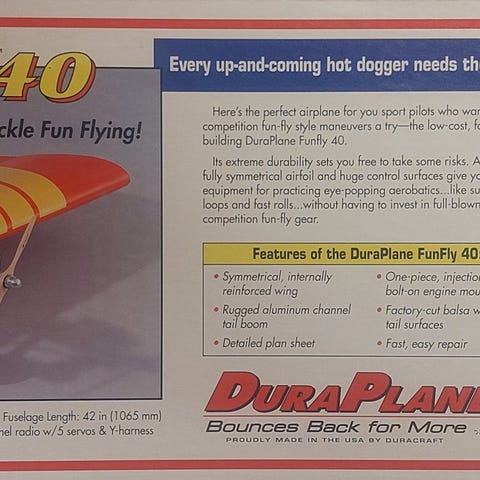 40
ckle Fun Flying!
Fuselage Length: 42 in (1065 mm)
nel radio w/5 servos & Y-harness
Every up-and-coming hot dogger needs th
Here's the perfect airplane for you sport pilots who wan
competition fun-fly style maneuvers a try—the low-cost, fa
building DuraPlane Funfly 40.
Its extreme durability sets you free to take some risks. A
fully symmetrical airfoil and huge control surfaces give yo
equipment for practicing eye-popping aerobatics...like su
loops and fast rolls...without having to invest in full-blown
competition fun-fly gear.
Features of the DuraPlane FunFly 40:
• Symmetrical, internally
reinforced wing
• Rugged aluminum channel
tail boom
• Detailed plan sheet
• One-piece, injection
bolt-on engine mou
• Factory-cut balsa w
tail surfaces
• Fast, easy repair
DURAPLANE
Bounces Back for More
PROUDLY MADE IN THE USA BY DURACRAFT